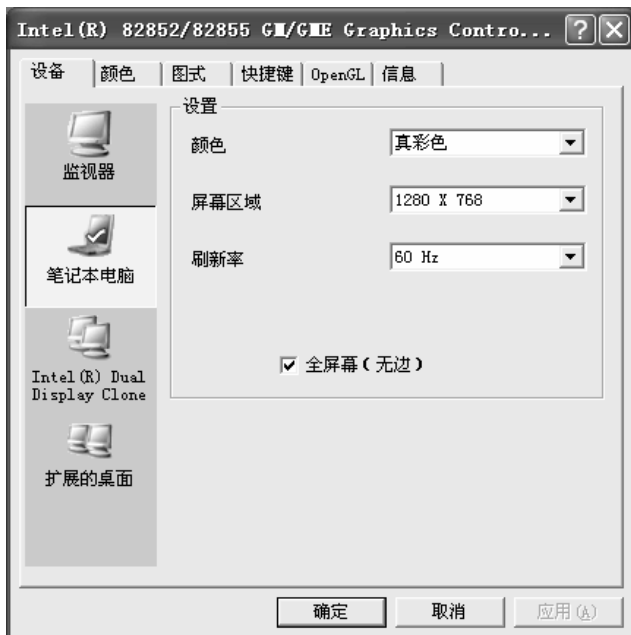 Intel(R) 82852/82855 GM/GME Graphics Contro...
设备 颜色 图式 快捷键 OpenGL 信息
监视器
笔记本电脑
Intel(R) Dual
Display Clone
扩展的桌面
设置
颜色 真彩色
屏幕区域 1280 X 768
刷新率 60 Hz
全屏幕(无边)
确定 取消 应用(A)